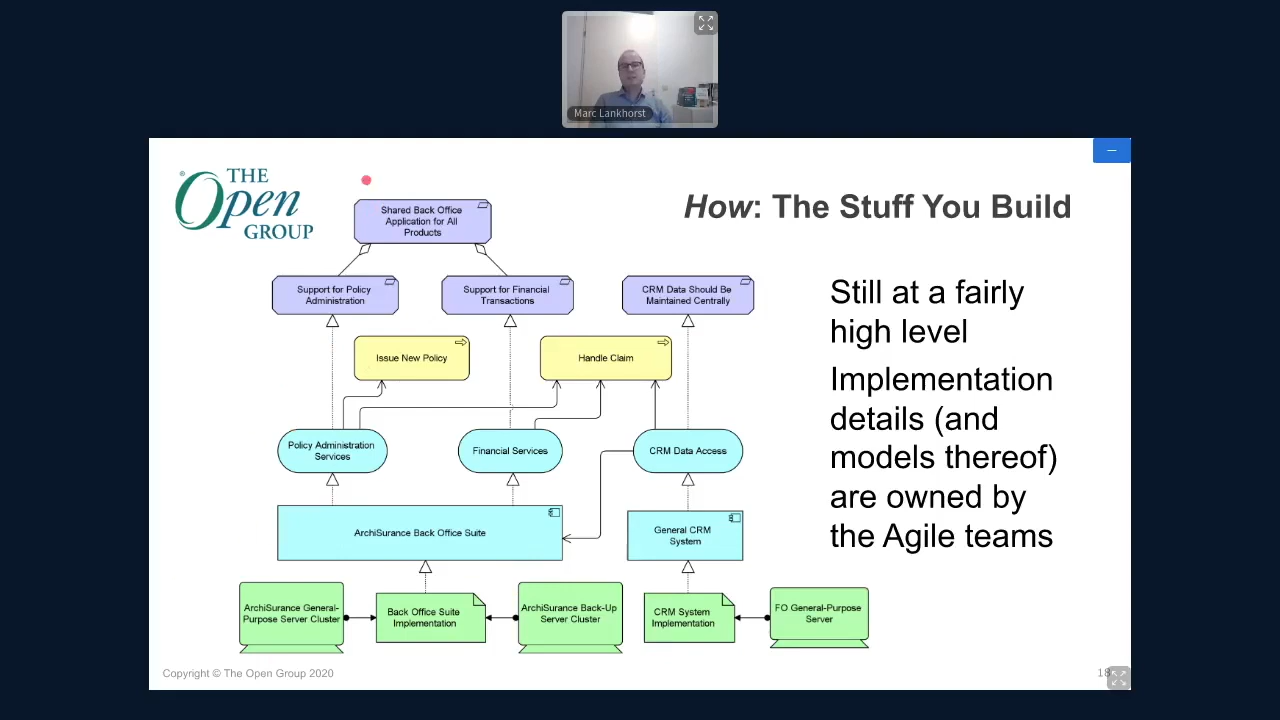 Marc Lankhorst
THE
Open
GROUP
How: The Stuff You Build
Shared Back Office
Application for All
Products
Support for Policy
Administration
Support for Financial
Transactions
CRM Data Should Be
Maintained Centrally
Issue New Policy
Handle Claim
Policy Administration
Services
Financial Services
CRM Data Access
ArchiSurance Back Office Suite
General CRM
System
ArchiSurance General-
Purpose Server Cluster
Back Office Suite
Implementation
ArchiSurance Back-Up
Server Cluster
CRM System
Implementation
FO General-Purpose
Server
Still at a fairly
high level
Implementation
details (and
models thereof)
are owned by
the Agile teams
Copyright © The Open Group 2020
18